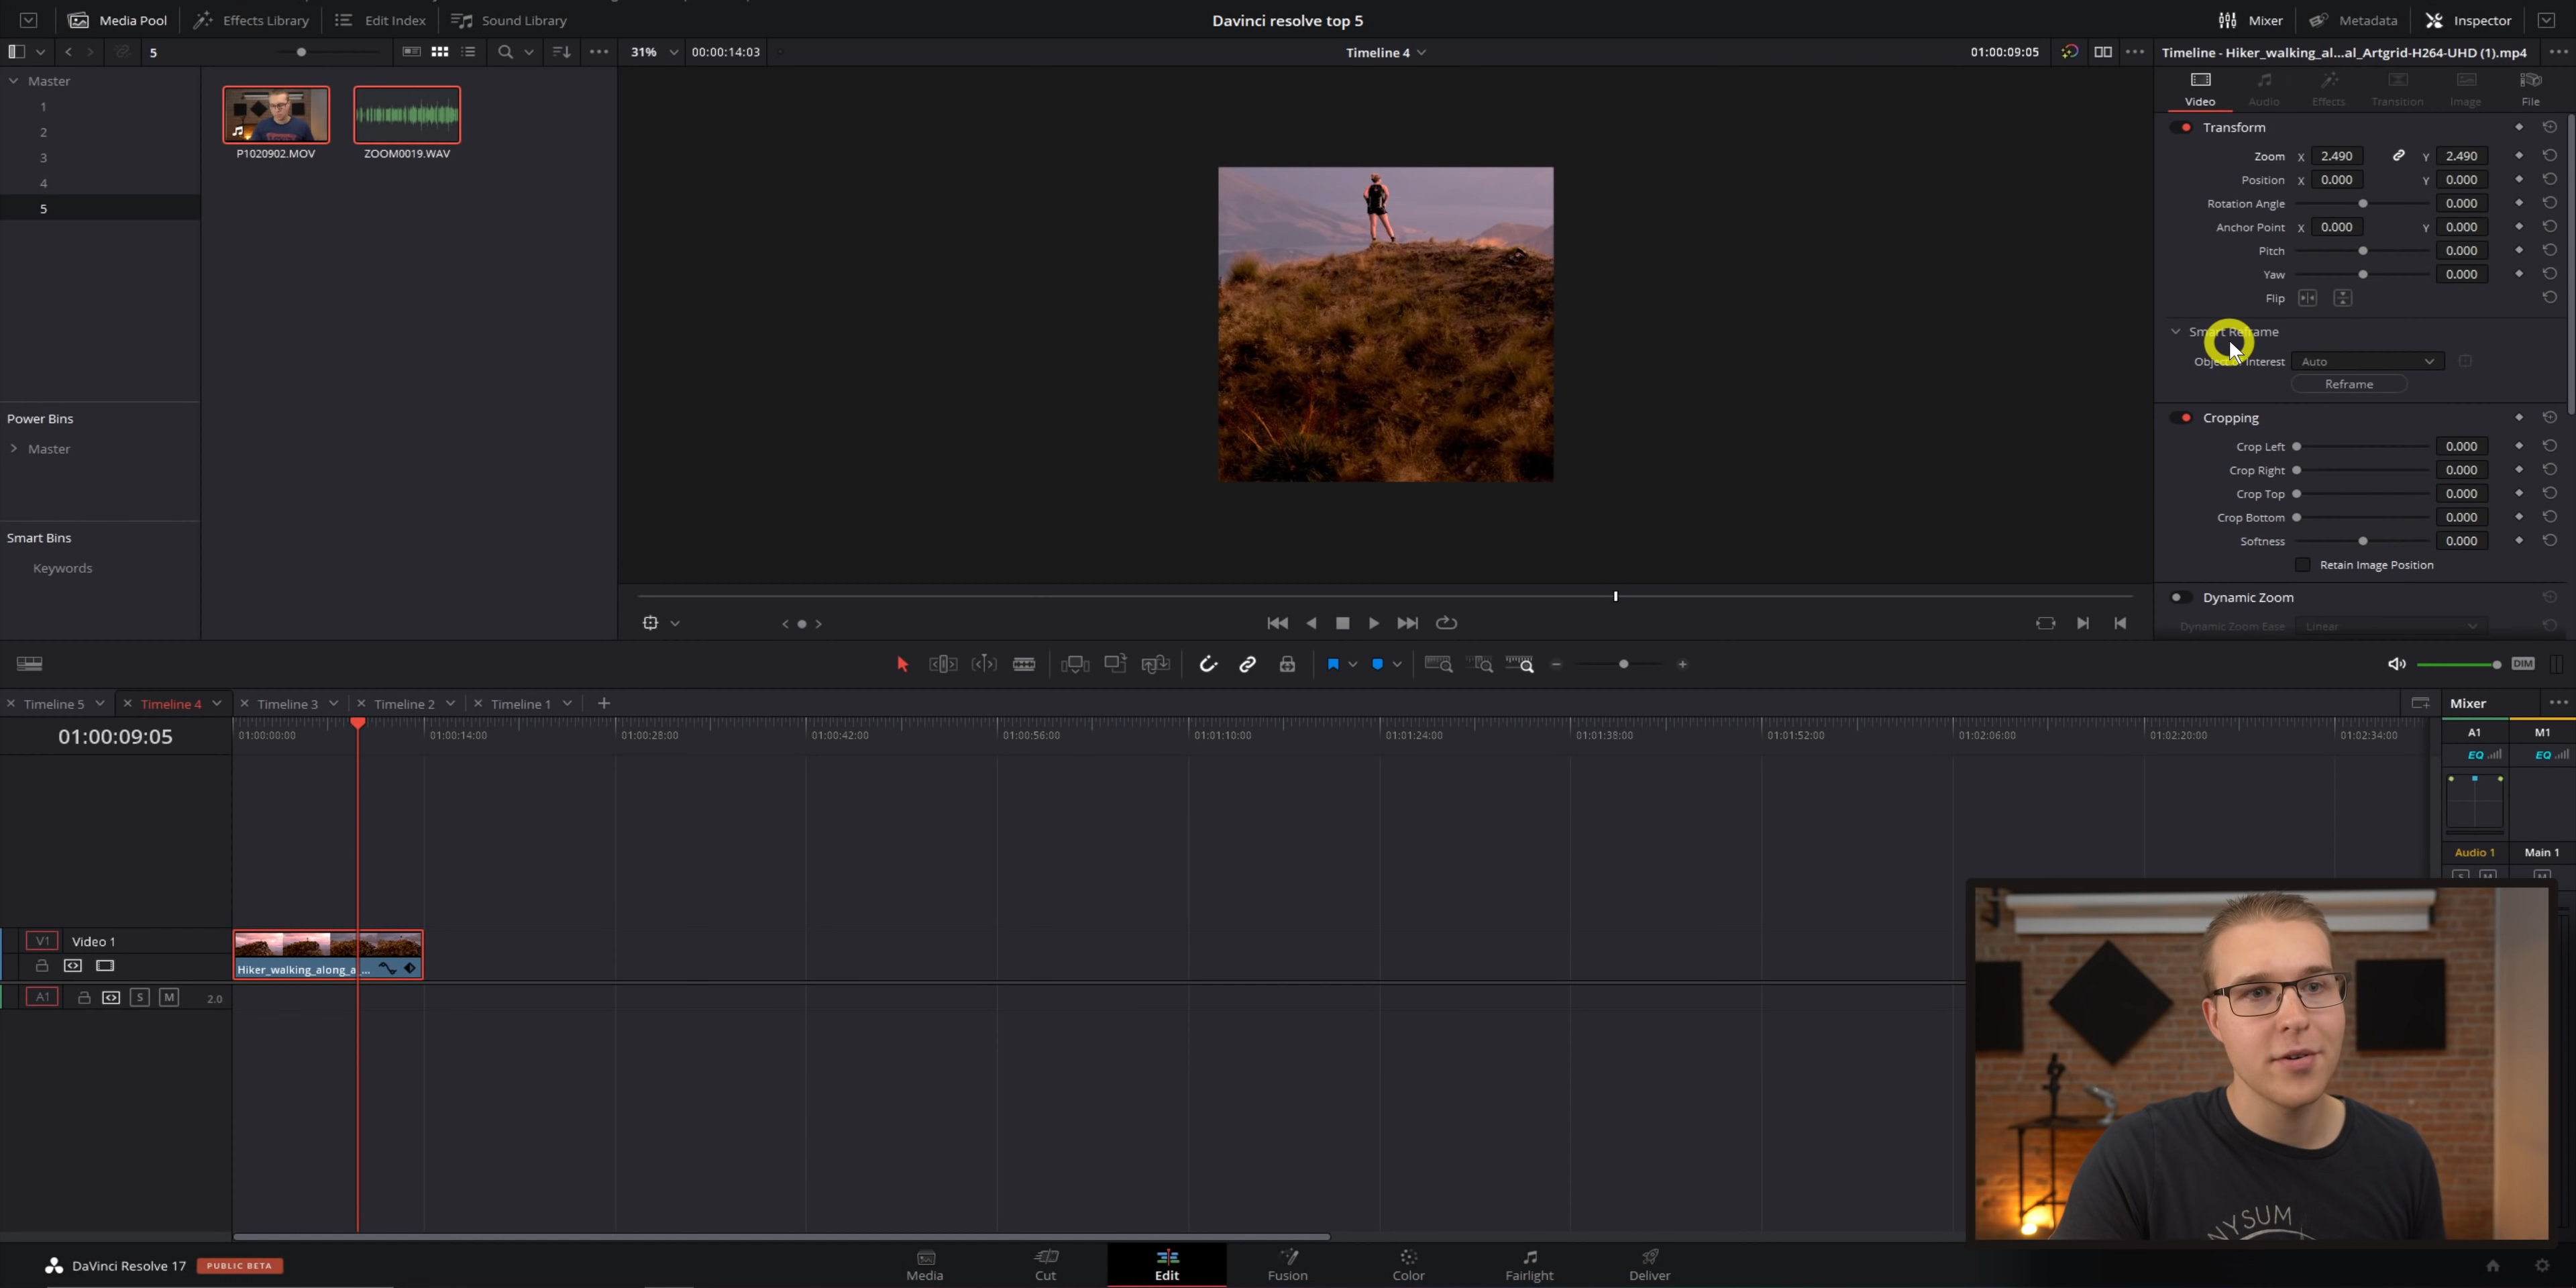 Media Pool
Effects Library
Edit Index
Sound Library
Davinci resolve top 5
Mixer
Metadata
Inspector
5
31%
00:00:14:03
Timeline 4
01:00:09:05
Timeline - Hiker_walking_al...al_Artgrid-H264-UHD (1).mp4
Master
1
2
3
4
5
P1020902.MOV
ZOOM0019.WAV
Power Bins
Master
Smart Bins
Keywords
Video
Audio
Effects
Transition
Image
File
Transform
Zoom X 2.490 Y 2.490
Position X 0.000 Y 0.000
Rotation Angle 0.000
Anchor Point X 0.000 Y 0.000
Pitch 0.000
Yaw 0.000
Flip
Smart Reframe
Object of Interest Auto
Reframe
Cropping
Crop Left 0.000
Crop Right 0.000
Crop Top 0.000
Crop Bottom 0.000
Softness 0.000
Retain Image Position
Dynamic Zoom
Dynamic Zoom Ease Linear
DIM
Timeline 5
Timeline 4
Timeline 3
Timeline 2
Timeline 1
Mixer
01:00:09:05
01:00:00:00
01:00:14:00
01:00:28:00
01:00:42:00
01:00:56:00
01:01:10:00
01:01:24:00
01:01:38:00
01:01:52:00
01:02:06:00
01:02:20:00
01:02:34:00
A1
M1
EQ
EQ
Audio 1
Main 1
S M
M
V1 Video 1
Hiker_walking_along_a_...
A1 S M 2.0
NYSUM
DaVinci Resolve 17
PUBLIC BETA
Media
Cut
Edit
Fusion
Color
Fairlight
Deliver